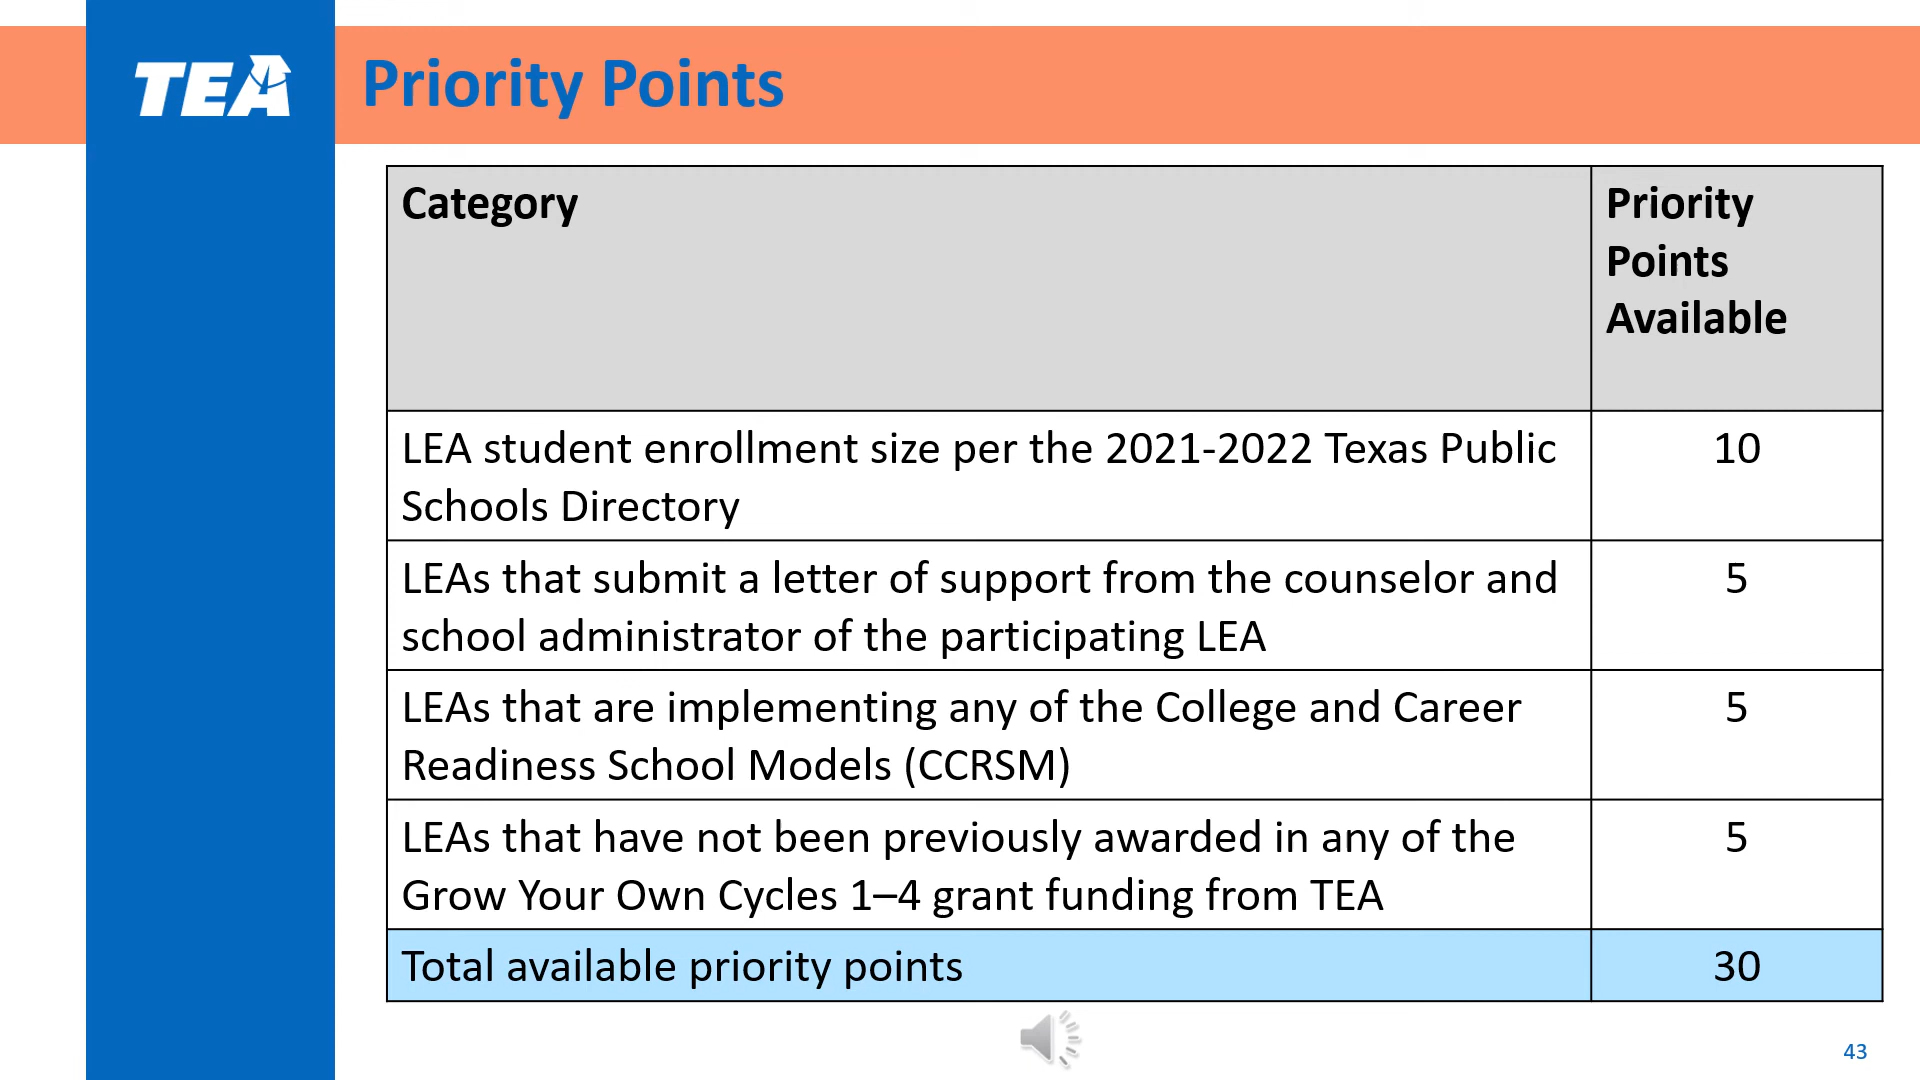 TEA
Priority Points
Category
Priority
Points
Available
LEA student enrollment size per the 2021-2022 Texas Public
Schools Directory
10
LEAs that submit a letter of support from the counselor and
school administrator of the participating LEA
5
LEAs that are implementing any of the College and Career
Readiness School Models (CCRSM)
5
LEAs that have not been previously awarded in any of the
Grow Your Own Cycles 1–4 grant funding from TEA
5
Total available priority points
30
43